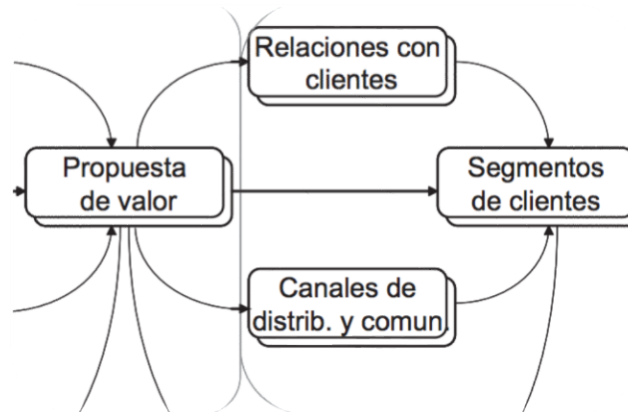 Relaciones con
clientes
Propuesta
de valor
Segmentos
de clientes
Canales de
distrib. y comun.